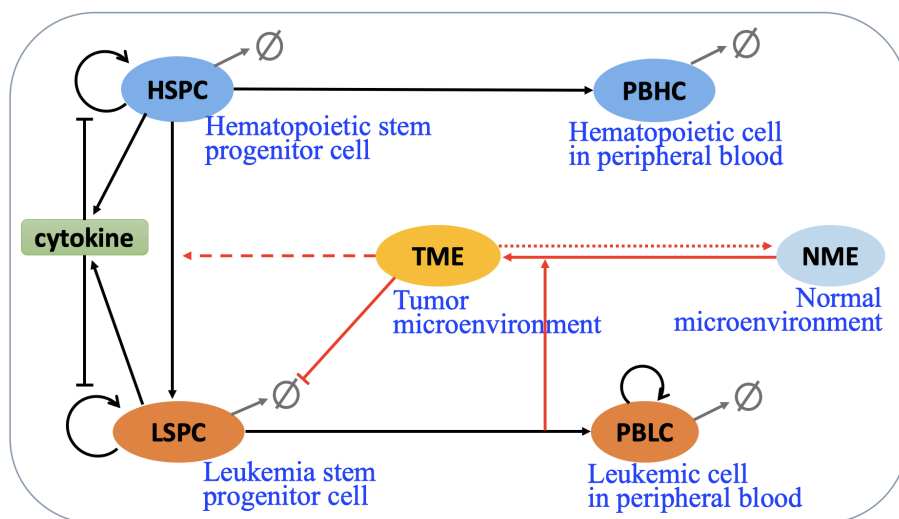 HSPC
Hematopoietic stem
progenitor cell
∅
PBHC
Hematopoietic cell
in peripheral blood
∅
cytokine
TME
Tumor
microenvironment
NME
Normal
microenvironment
LSPC
Leukemia stem
progenitor cell
∅
PBLC
Leukemic cell
in peripheral blood
∅